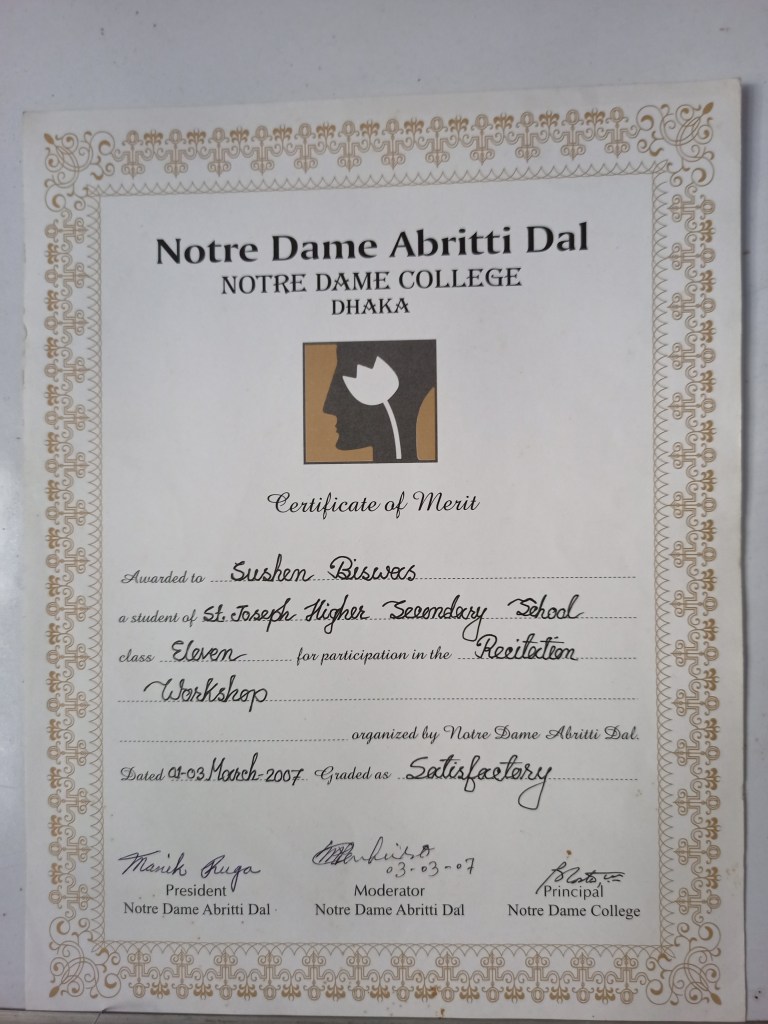 Notre Dame Abritti Dal
NOTRE DAME COLLEGE
DHAKA
Certificate of Merit
Awarded to Sushen Biswas
a student of St. Joseph Higher Secondary School
class Eleven for participation in the Recitation
Workshop
organized by Notre Dame Abritti Dal.
Dated 01-03 March-2007 Graded as Satisfactory
Manik
03-03-07
President Moderator Principal
Notre Dame Abritti Dal Notre Dame Abritti Dal Notre Dame College